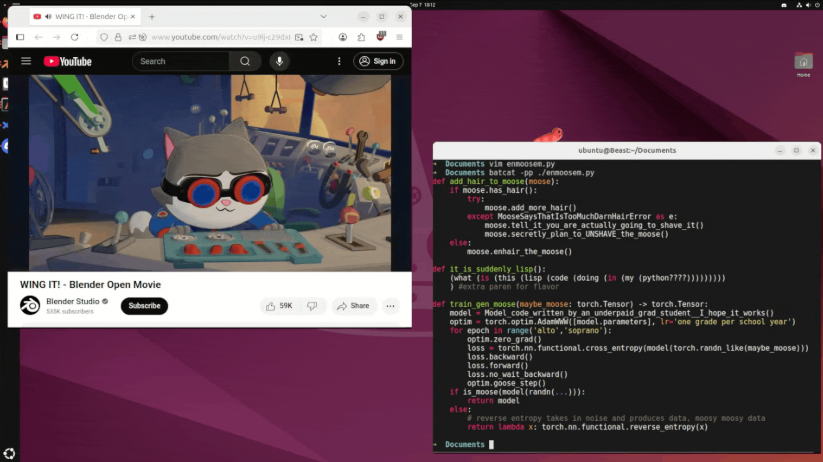 Sep 7 18:12
WING IT! - Blender Open
www.youtube.com/watch?v=u9lj-c29dxI
YouTube
Search
Sign in
Home
WING IT! - Blender Open Movie
Blender Studio
Subscribe
59K
Share
ubuntu@Beast:~/Documents
→ Documents vim enmoosem.py
→ Documents batcat -pp ./enmoosem.py
def add_hair_to_moose(moose):
    if moose.has_hair():
        try:
            moose.add_more_hair()
        except MooseSaysThatIsTooMuchDarnHairError as e:
            moose.tell_it_you_are_actually_going_to_shave_it()
            moose.secretly_plan_to_UNSHAVE_the_moose()
    else:
        moose.enhair_the_moose()
def it_is_suddenly_lisp():
    (what (is (this (lisp (code (doing (in (my (python????)))))))))
    ) #extra paren for flavor
def train_gen_moose(maybe_moose: torch.Tensor) -> torch.Tensor:
    model = Model_code_written_by_an_underpaid_grad_student__I_hope_it_works()
    optim = torch.optim.AdamWWW([model.parameters], lr='one grade per school year')
    for epoch in range('alto','soprano'):
        optim.zero_grad()
        loss = torch.nn.functional.cross_entropy(model(torch.randn_like(maybe_moose)))
        loss.backward()
        loss.forward()
        loss.no_wait_backward()
        optim.goose_step()
    if is_moose(model(randn(...))):
        return model
    else:
        # reverse entropy takes in noise and produces data, moosy moosy data
        return lambda x: torch.nn.functional.reverse_entropy(x)
→ Documents